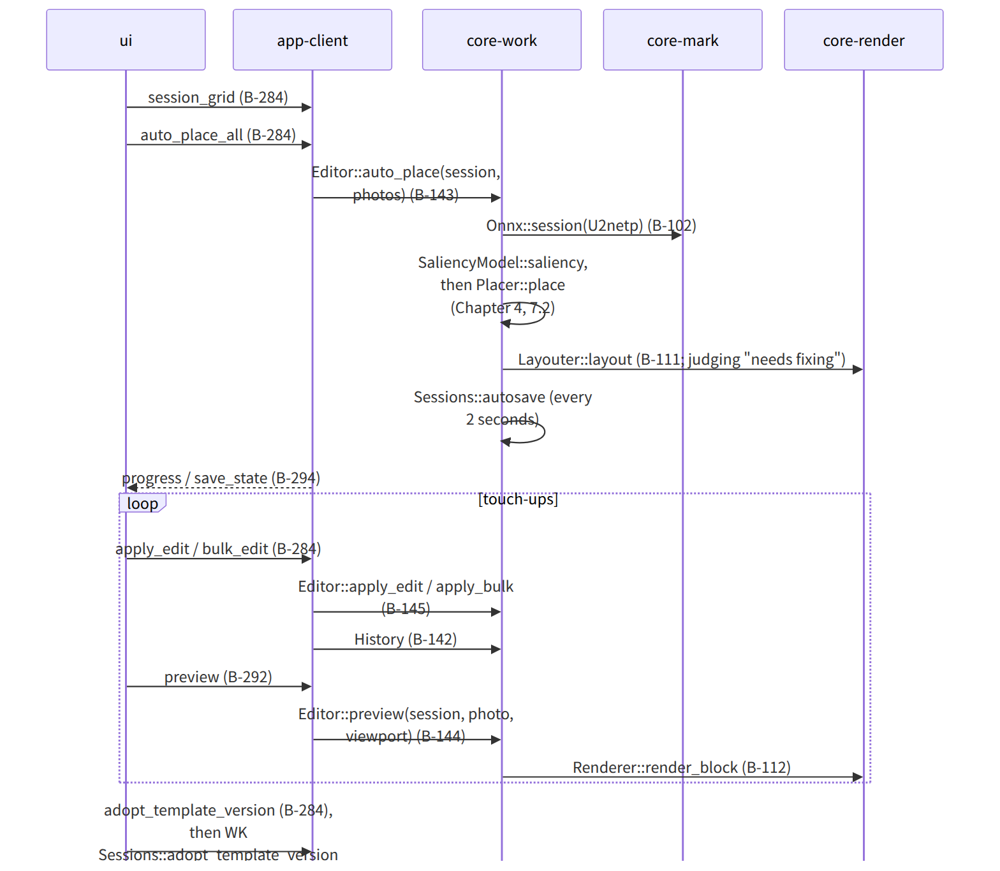 ui
app-client
core-work
core-mark
core-render
session_grid (B-284)
auto_place_all (B-284)
Editor::auto_place(session,
photos) (B-143)
Onnx::session(U2netp) (B-102)
SaliencyModel::saliency,
then Placer::place
(Chapter 4, 7.2)
Layouter::layout (B-111; judging "needs fixing")
Sessions::autosave (every
2 seconds)
progress / save_state (B-294)
loop
[touch-ups]
apply_edit / bulk_edit (B-284)
Editor::apply_edit / apply_bulk
(B-145)
History (B-142)
preview (B-292)
Editor::preview(session, photo,
viewport) (B-144)
Renderer::render_block (B-112)
adopt_template_version (B-284),
then WK
Sessions::adopt_template_version